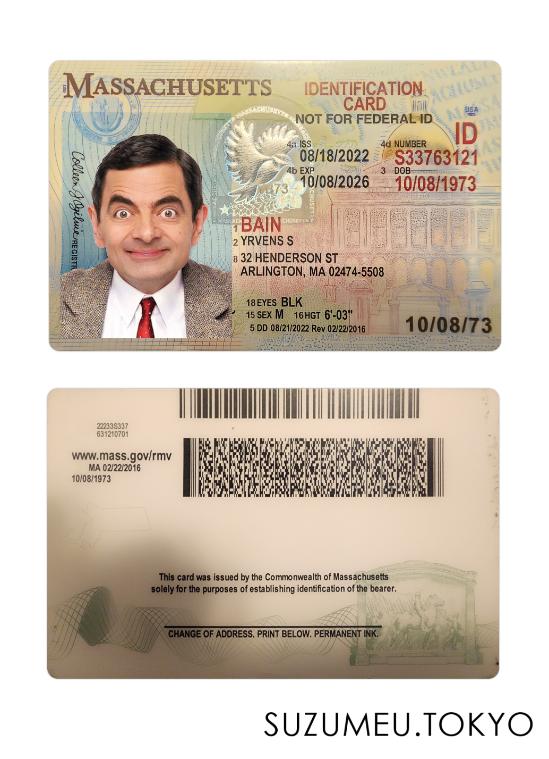 MASSACHUSETTS
IDENTIFICATION
CARD
NOT FOR FEDERAL ID
USA
ID
4a ISS
08/18/2022
4d NUMBER
S33763121
4b EXP
10/08/2026
3 DOB
10/08/1973
1 BAIN
2 YRVENS S
8 32 HENDERSON ST
ARLINGTON, MA 02474-5508
18 EYES BLK
15 SEX M 16 HGT 6'-03"
5 DD 08/21/2022 Rev 02/22/2016
10/08/73
22233S337
631210701
www.mass.gov/rmv
MA 02/22/2016
10/08/1973
This card was issued by the Commonwealth of Massachusetts
solely for the purposes of establishing identification of the bearer.
CHANGE OF ADDRESS. PRINT BELOW. PERMANENT INK.
SUZUMEU.TOKYO